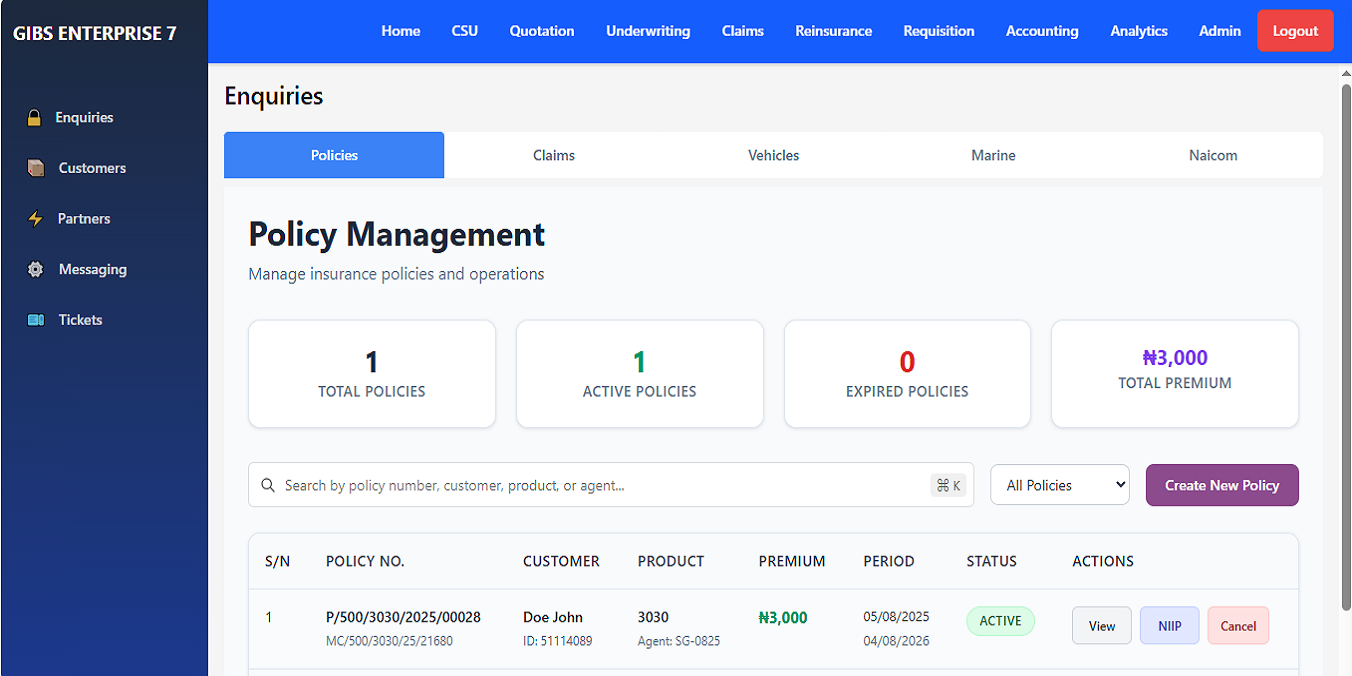 GIBS ENTERPRISE 7
Home CSU Quotation Underwriting Claims Reinsurance Requisition Accounting Analytics Admin Logout
Enquiries
Customers
Partners
Messaging
Tickets
Enquiries
Policies Claims Vehicles Marine Naicom
Policy Management
Manage insurance policies and operations
1
TOTAL POLICIES
1
ACTIVE POLICIES
0
EXPIRED POLICIES
₦3,000
TOTAL PREMIUM
Search by policy number, customer, product, or agent... ⌘ K All Policies Create New Policy
S/N POLICY NO. CUSTOMER PRODUCT PREMIUM PERIOD STATUS ACTIONS
1 P/500/3030/2025/00028 Doe John 3030 ₦3,000 05/08/2025 ACTIVE View NIIP Cancel
MC/500/3030/25/21680 ID: 51114089 Agent: SG-0825 04/08/2026